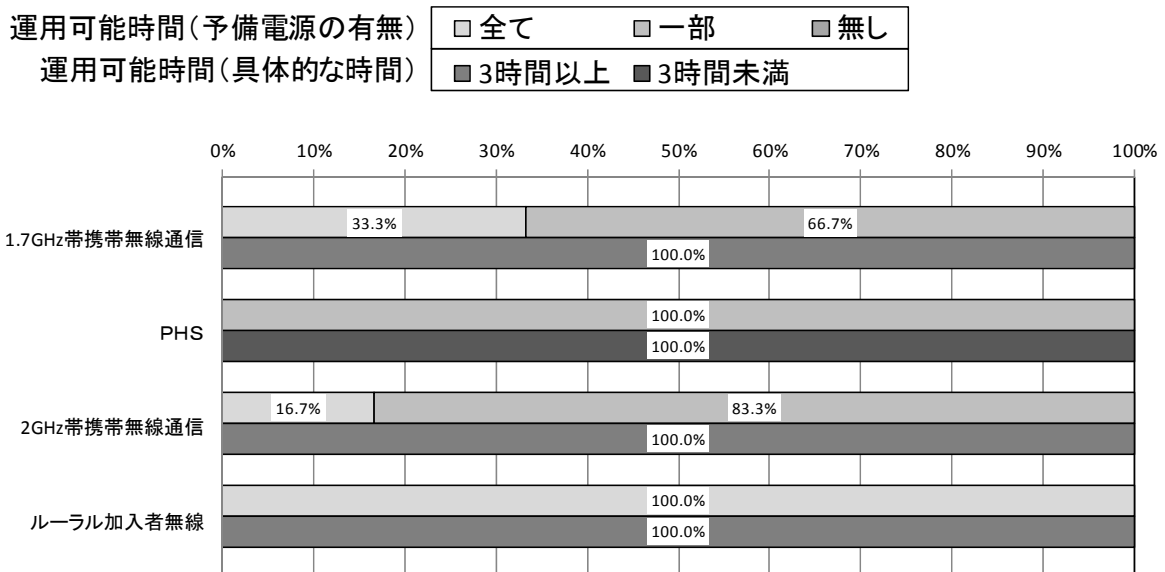 運用可能時間(予備電源の有無) 全て 一部 無し
運用可能時間(具体的な時間) 3時間以上 3時間未満
0% 10% 20% 30% 40% 50% 60% 70% 80% 90% 100%
33.3% 66.7%
1.7GHz帯携帯無線通信
100.0%
100.0%
PHS
100.0%
16.7% 83.3%
2GHz帯携帯無線通信
100.0%
100.0%
ルーラル加入者無線
100.0%